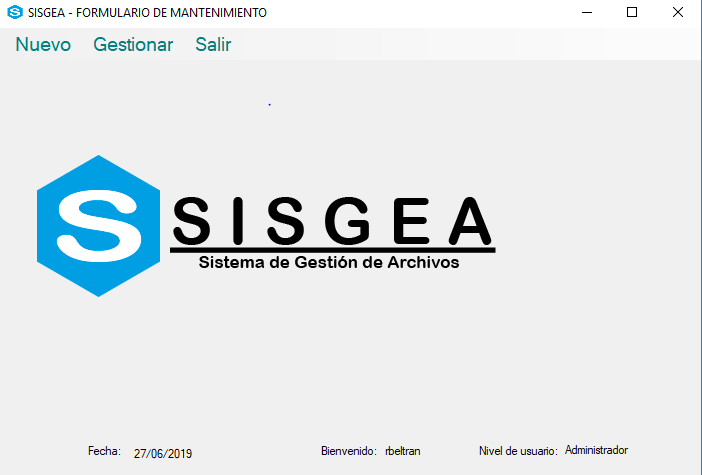 SISGEA - FORMULARIO DE MANTENIMIENTO
Nuevo Gestionar Salir
S SISGEA
Sistema de Gestión de Archivos
Fecha: 27/06/2019 Bienvenido: rbeltran Nivel de usuario: Administrador